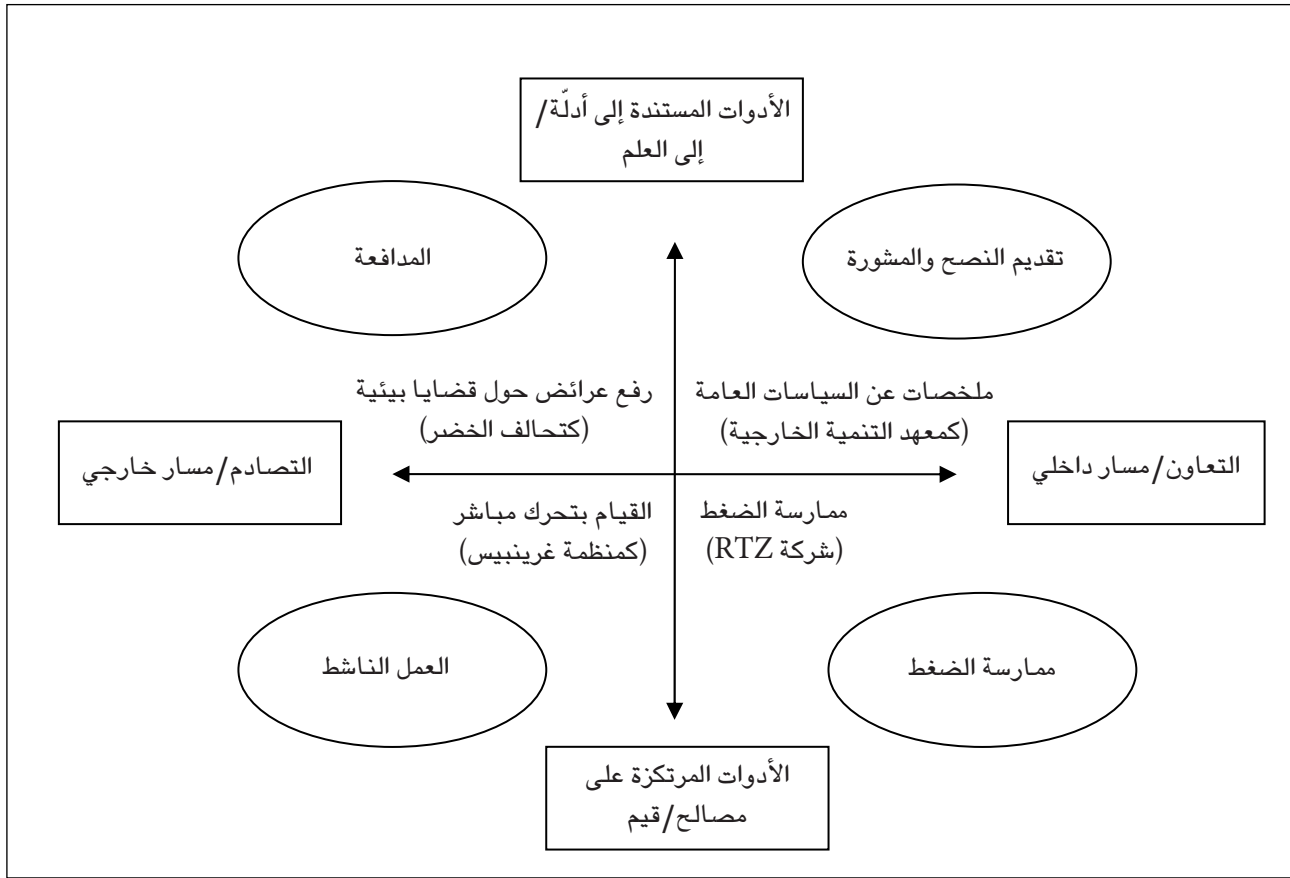 الأدوات المستندة إلى أدلّة/
إلى العلم
تقديم النصح والمشورة
المدافعة
ملخصات عن السياسات العامة
(كمعهد التنمية الخارجية)
رفع عرائض حول قضايا بيئية
(كتحالف الخضر)
التعاون/مسار داخلي
التصادم/مسار خارجي
ممارسة الضغط
(شركة RTZ)
القيام بتحرك مباشر
(كمنظمة غرينبيس)
ممارسة الضغط
العمل الناشط
الأدوات المرتكزة على
مصالح/قيم